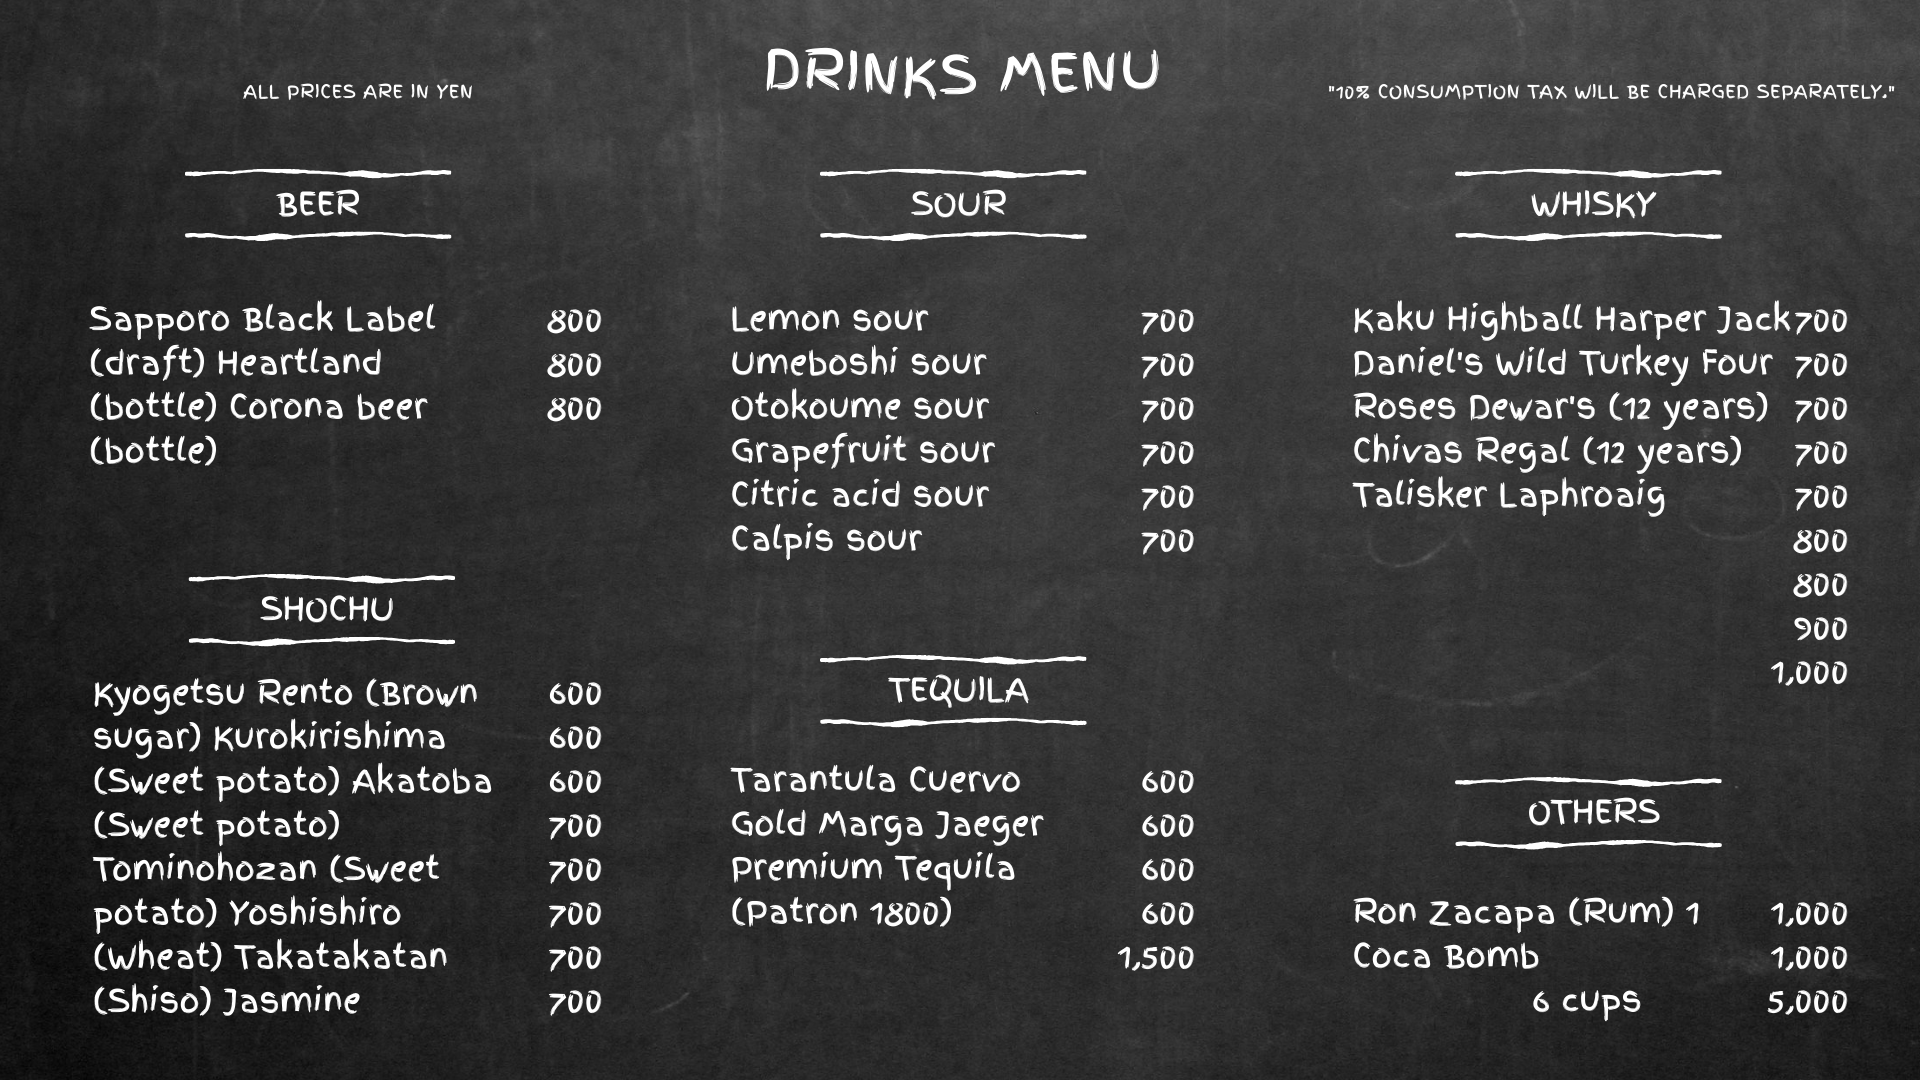 DRINKS MENU
ALL PRICES ARE IN YEN
"10% CONSUMPTION TAX WILL BE CHARGED SEPARATELY."
BEER
Sapporo Black Label 800
(draft) Heartland 800
(bottle) Corona beer 800
(bottle)
SHOCHU
Kyogetsu Rento (Brown 600
sugar) Kurokirishima 600
(Sweet potato) Akatoba 600
(Sweet potato) 700
Tominohozan (Sweet 700
potato) Yoshishiro 700
(Wheat) Takatakatan 700
(Shiso) Jasmine 700
SOUR
Lemon sour 700
Umeboshi sour 700
Otokoume sour 700
Grapefruit sour 700
Citric acid sour 700
Calpis sour 700
TEQUILA
Tarantula Cuervo 600
Gold Marga Jaeger 600
Premium Tequila 600
(Patron 1800) 600
1,500
WHISKY
Kaku Highball Harper Jack 700
Daniel's Wild Turkey Four 700
Roses Dewar's (12 years) 700
Chivas Regal (12 years) 700
Talisker Laphroaig 700
800
800
900
1,000
OTHERS
Ron Zacapa (Rum) 1 1,000
Coca Bomb 1,000
6 cups 5,000